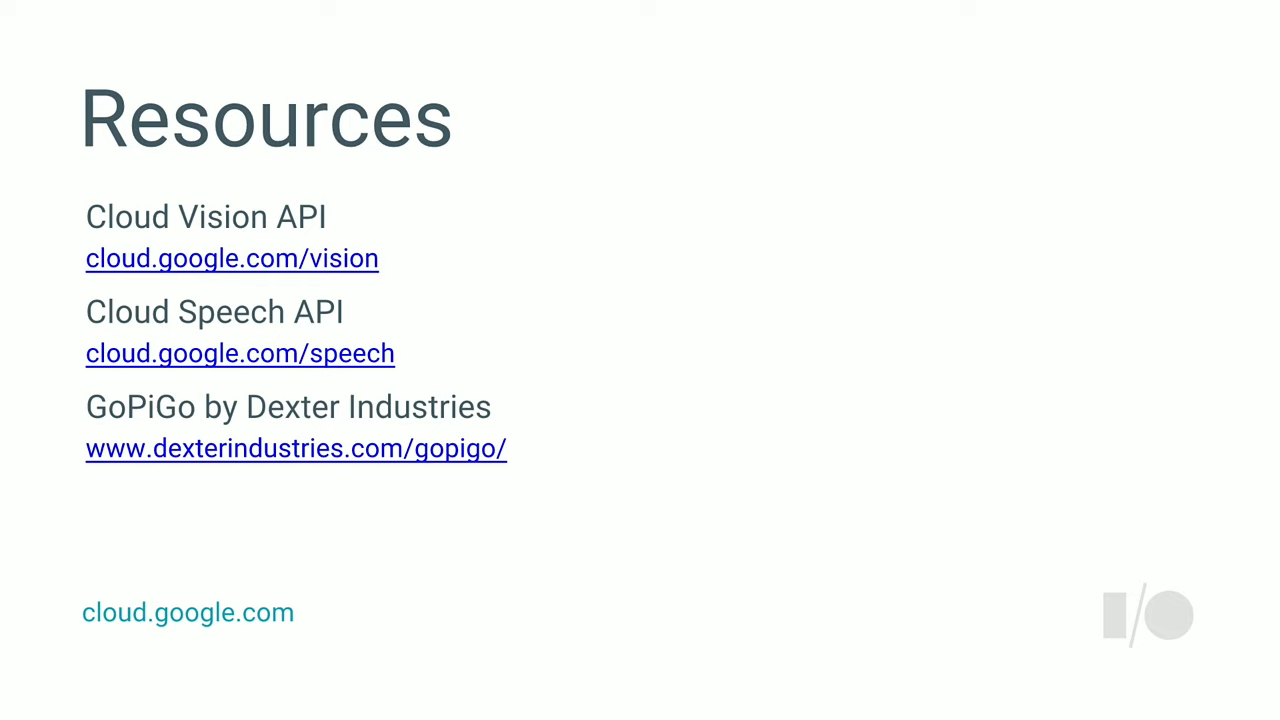 Resources
Cloud Vision API
cloud.google.com/vision
Cloud Speech API
cloud.google.com/speech
GoPiGo by Dexter Industries
www.dexterindustries.com/gopigo/
cloud.google.com
I/O